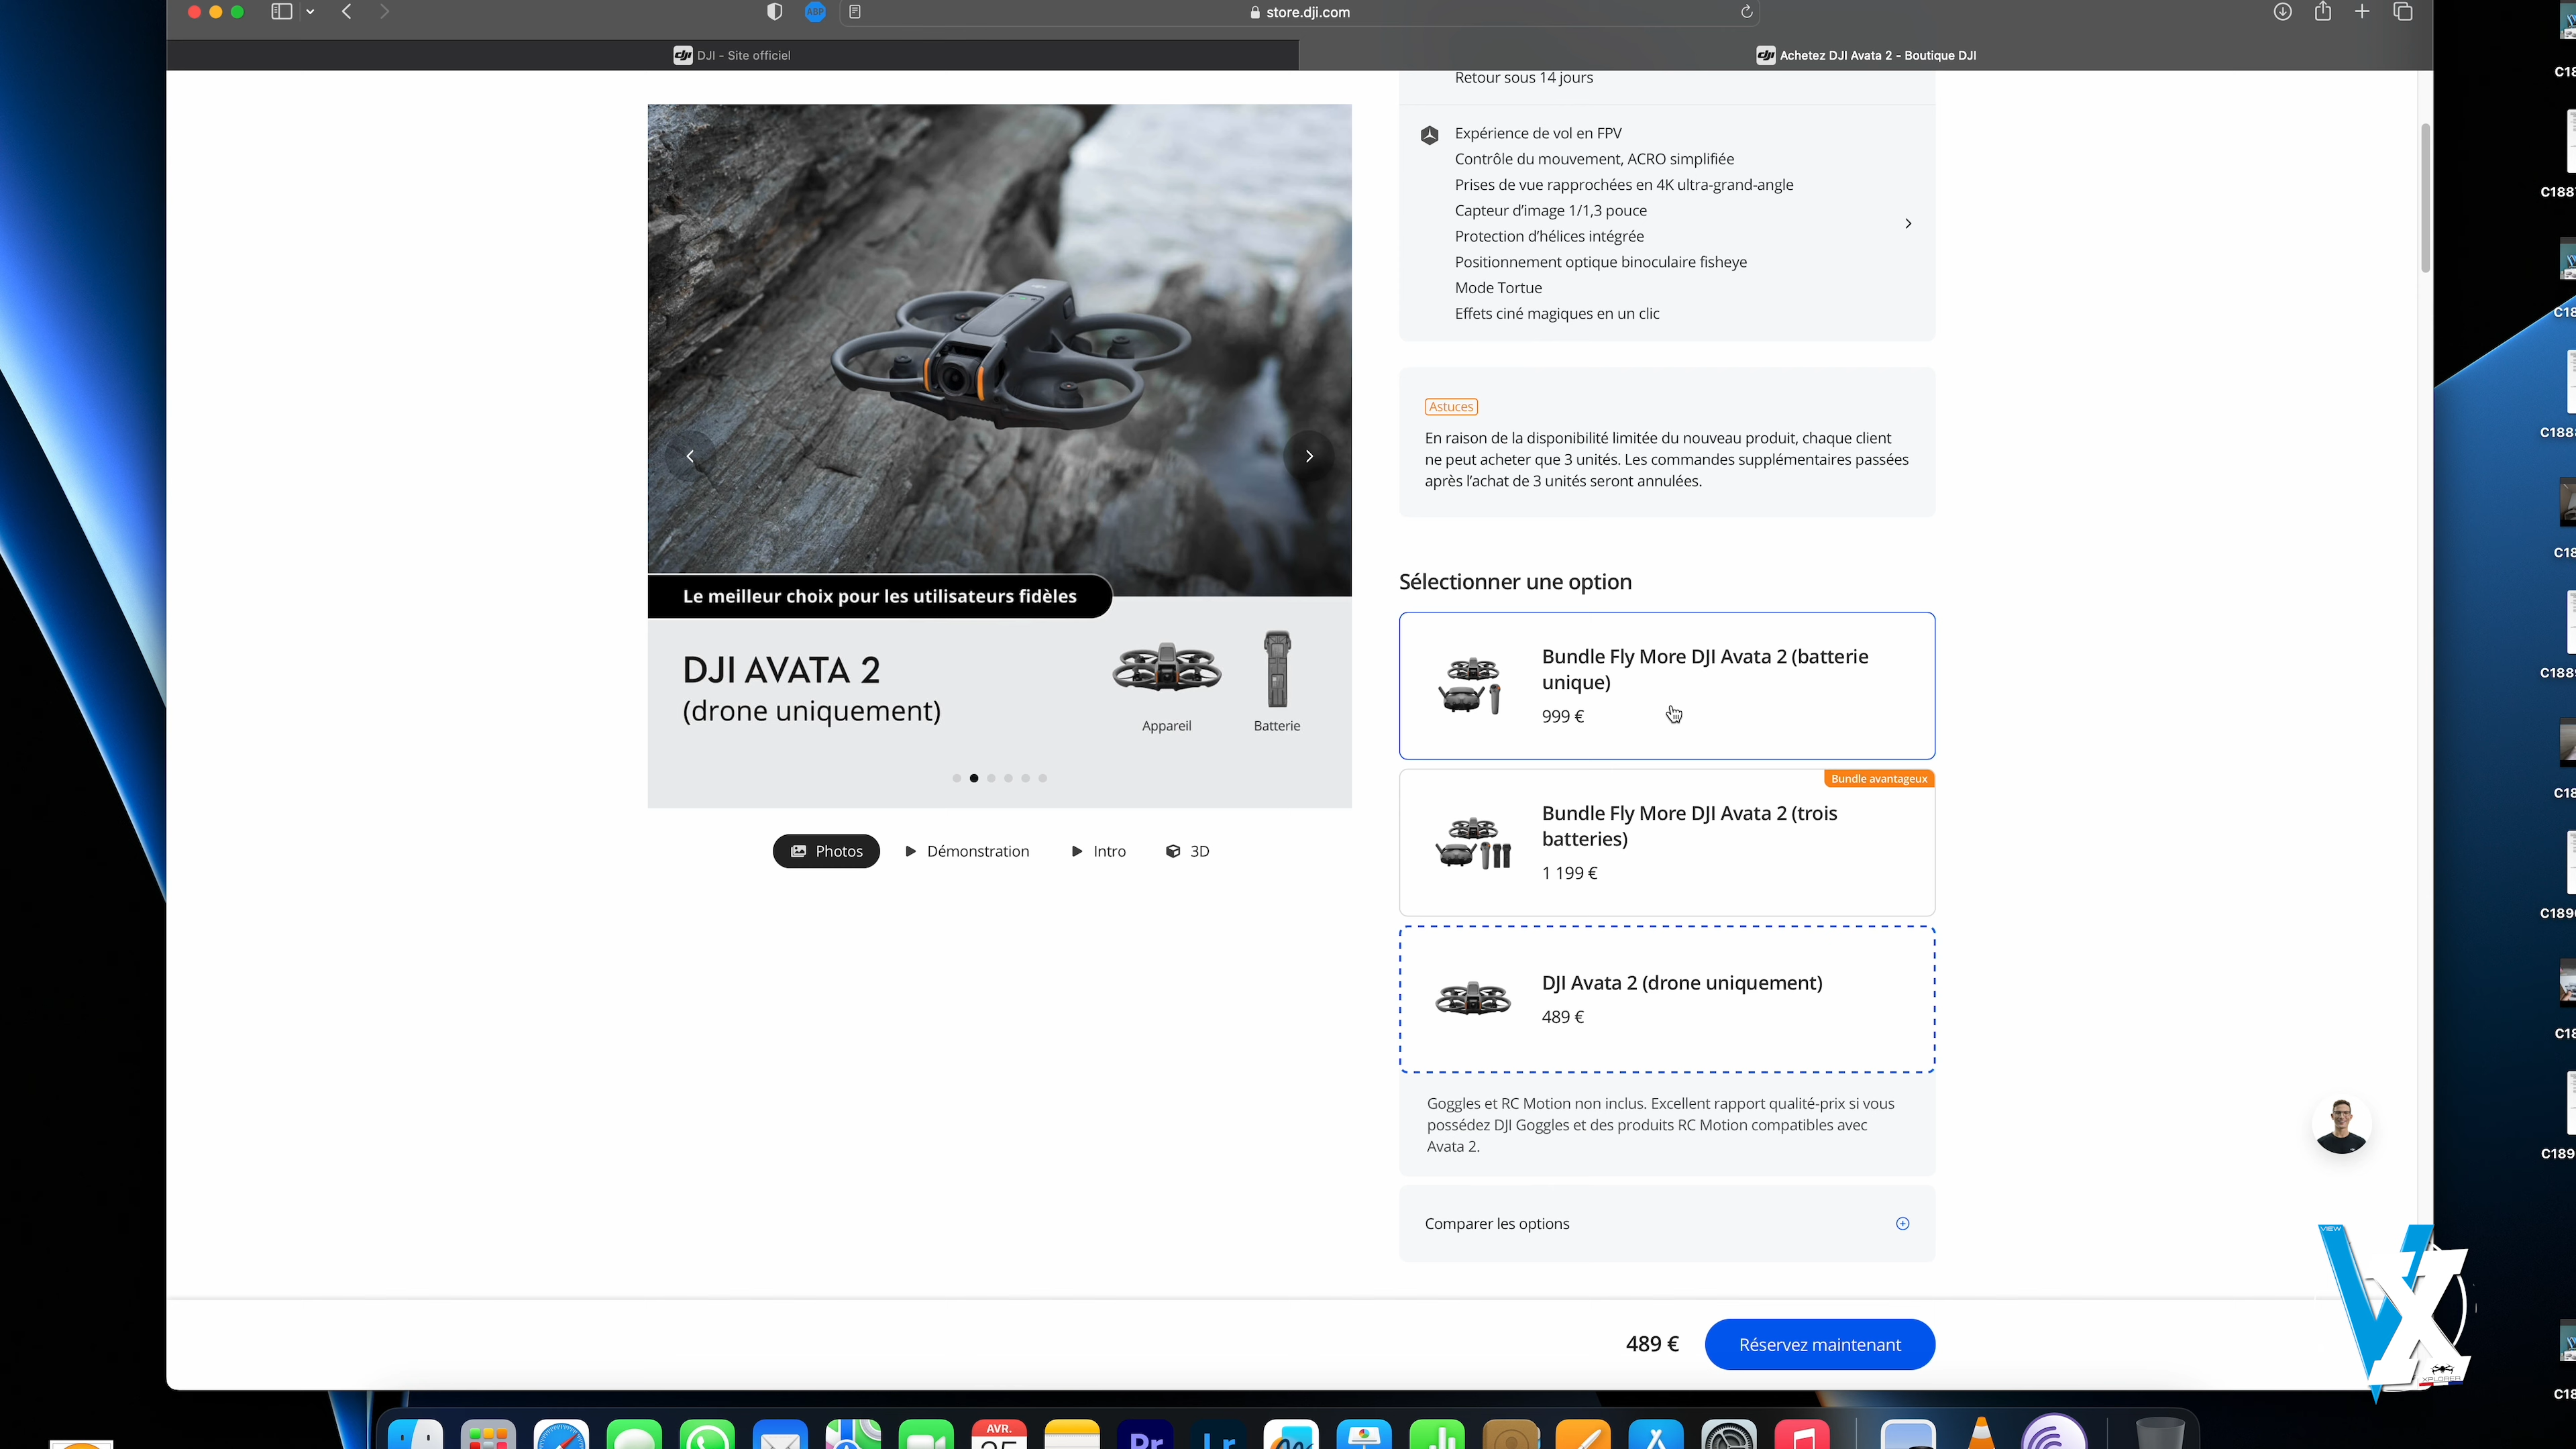 store.dji.com
ABP
DJI - Site officiel
Achetez DJI Avata 2 - Boutique DJI
Retour sous 14 jours
Expérience de vol en FPV
Contrôle du mouvement, ACRO simplifiée
Prises de vue rapprochées en 4K ultra-grand-angle
Capteur d'image 1/1,3 pouce
Protection d'hélices intégrée
Positionnement optique binoculaire fisheye
Mode Tortue
Effets ciné magiques en un clic
Astuces
En raison de la disponibilité limitée du nouveau produit, chaque client
ne peut acheter que 3 unités. Les commandes supplémentaires passées
après l'achat de 3 unités seront annulées.
Le meilleur choix pour les utilisateurs fidèles
DJI AVATA 2
(drone uniquement)
Appareil
Batterie
Photos
Démonstration
Intro
3D
Sélectionner une option
Bundle Fly More DJI Avata 2 (batterie
unique)
999 €
Bundle avantageux
Bundle Fly More DJI Avata 2 (trois
batteries)
1 199 €
DJI Avata 2 (drone uniquement)
489 €
Goggles et RC Motion non inclus. Excellent rapport qualité-prix si vous
possédez DJI Goggles et des produits RC Motion compatibles avec
Avata 2.
Comparer les options
489 €
Réservez maintenant
VIEW
VX
XPLORER
AVR.
Pr
Lr